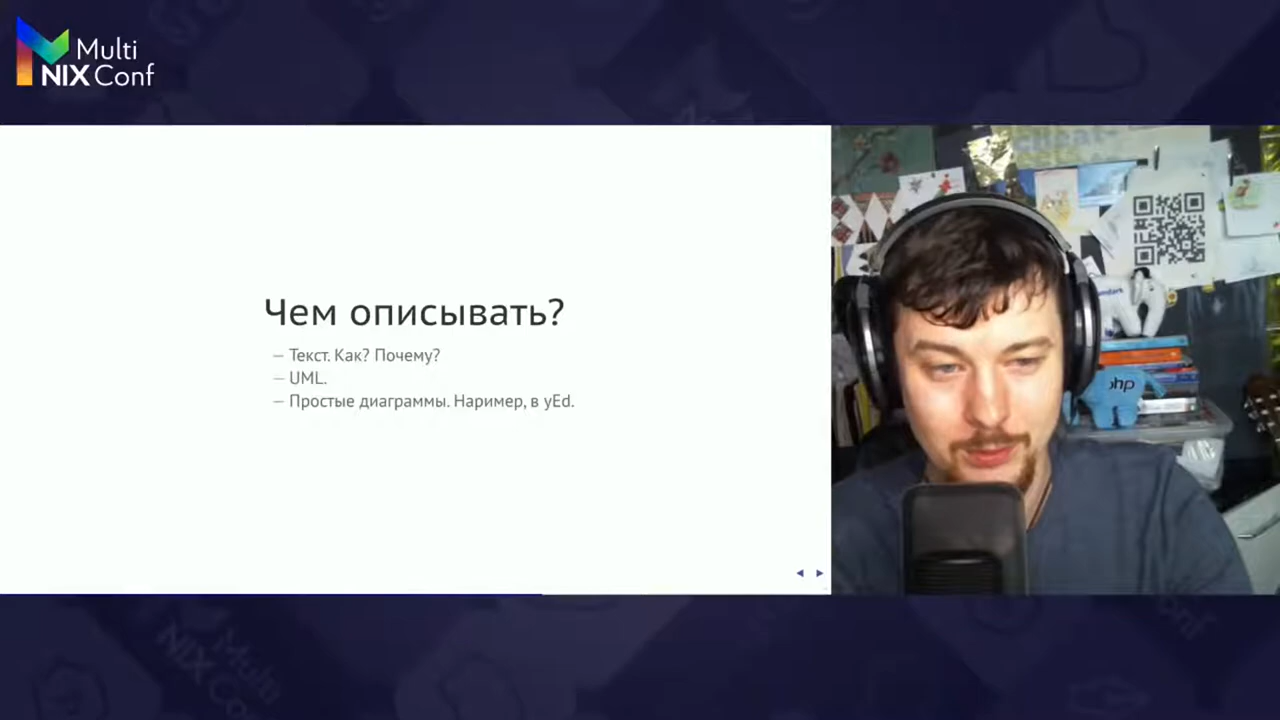 Multi
NIX Conf
Чем описывать?
— Текст. Как? Почему?
— UML.
— Простые диаграммы. Наример, в yEd.
php